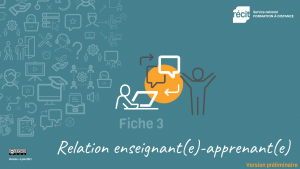 récit
Service national
FORMATION À DISTANCE
Fiche 3
Relation enseignant(e)-apprenant(e)
Version préliminaire